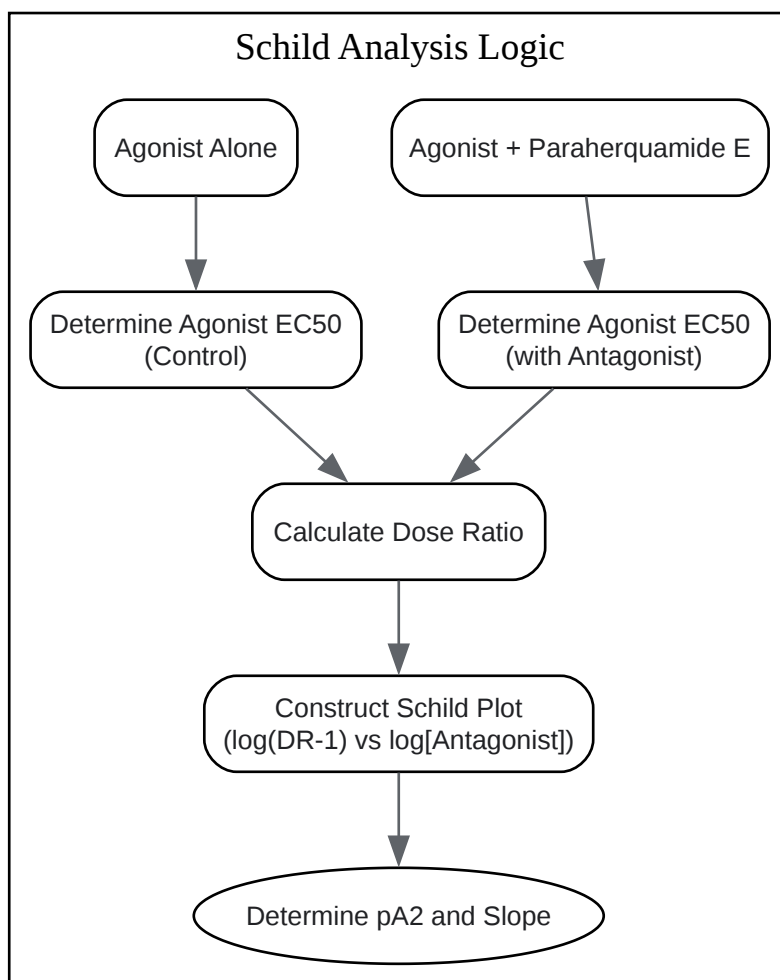 Schild Analysis Logic
Agonist Alone
Agonist + Paraherquamide E
Determine Agonist EC50
(Control)
Determine Agonist EC50
(with Antagonist)
Calculate Dose Ratio
Construct Schild Plot
(log(DR-1) vs log[Antagonist])
Determine pA2 and Slope